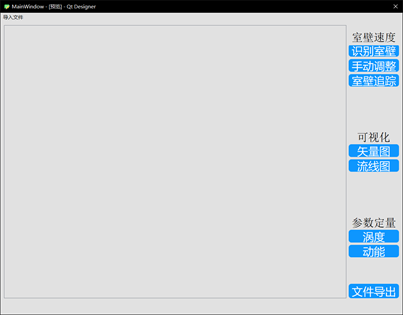 MainWindow - [预览] - Qt Designer
导入文件
室壁速度
识别室壁
手动调整
室壁追踪
可视化
矢量图
流线图
参数定量
涡度
动能
文件导出